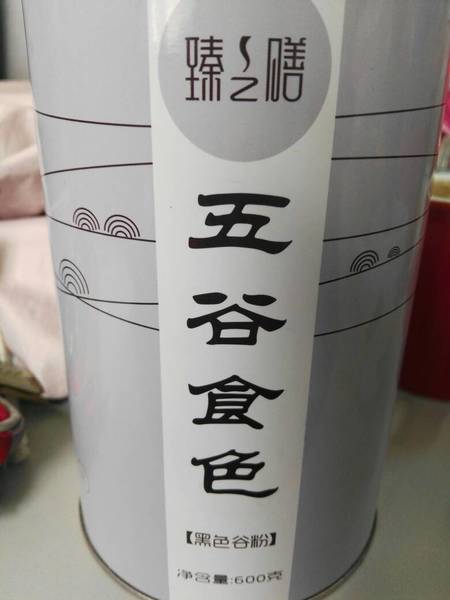 臻之膳
五谷食色
【黑色谷粉】
净含量:600克